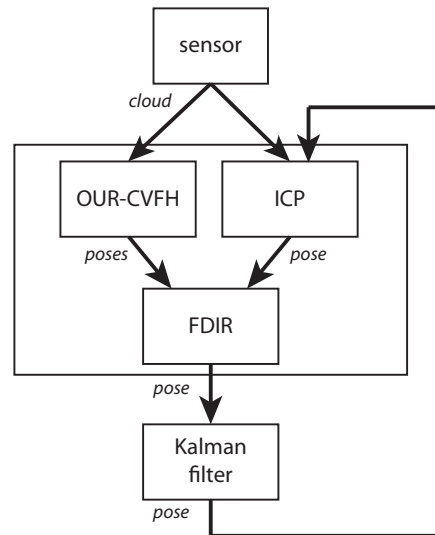 sensor
cloud
OUR-CVFH
ICP
poses
pose
FDIR
pose
Kalman
filter
pose